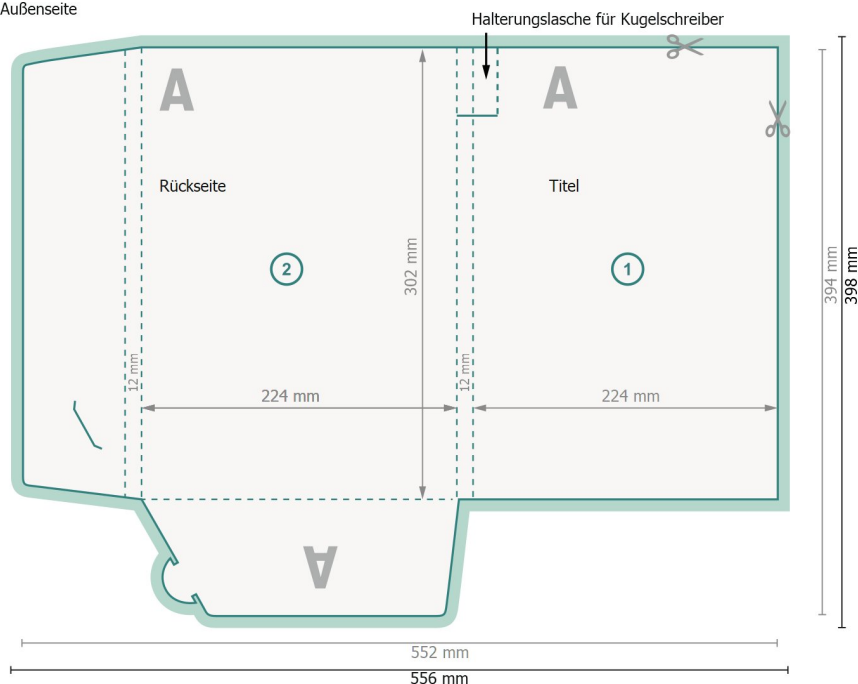 Außenseite
Halterungslasche für Kugelschreiber
A
A
Rückseite
Titel
2
1
302 mm
394 mm
398 mm
12 mm
12 mm
224 mm
224 mm
A
552 mm
556 mm